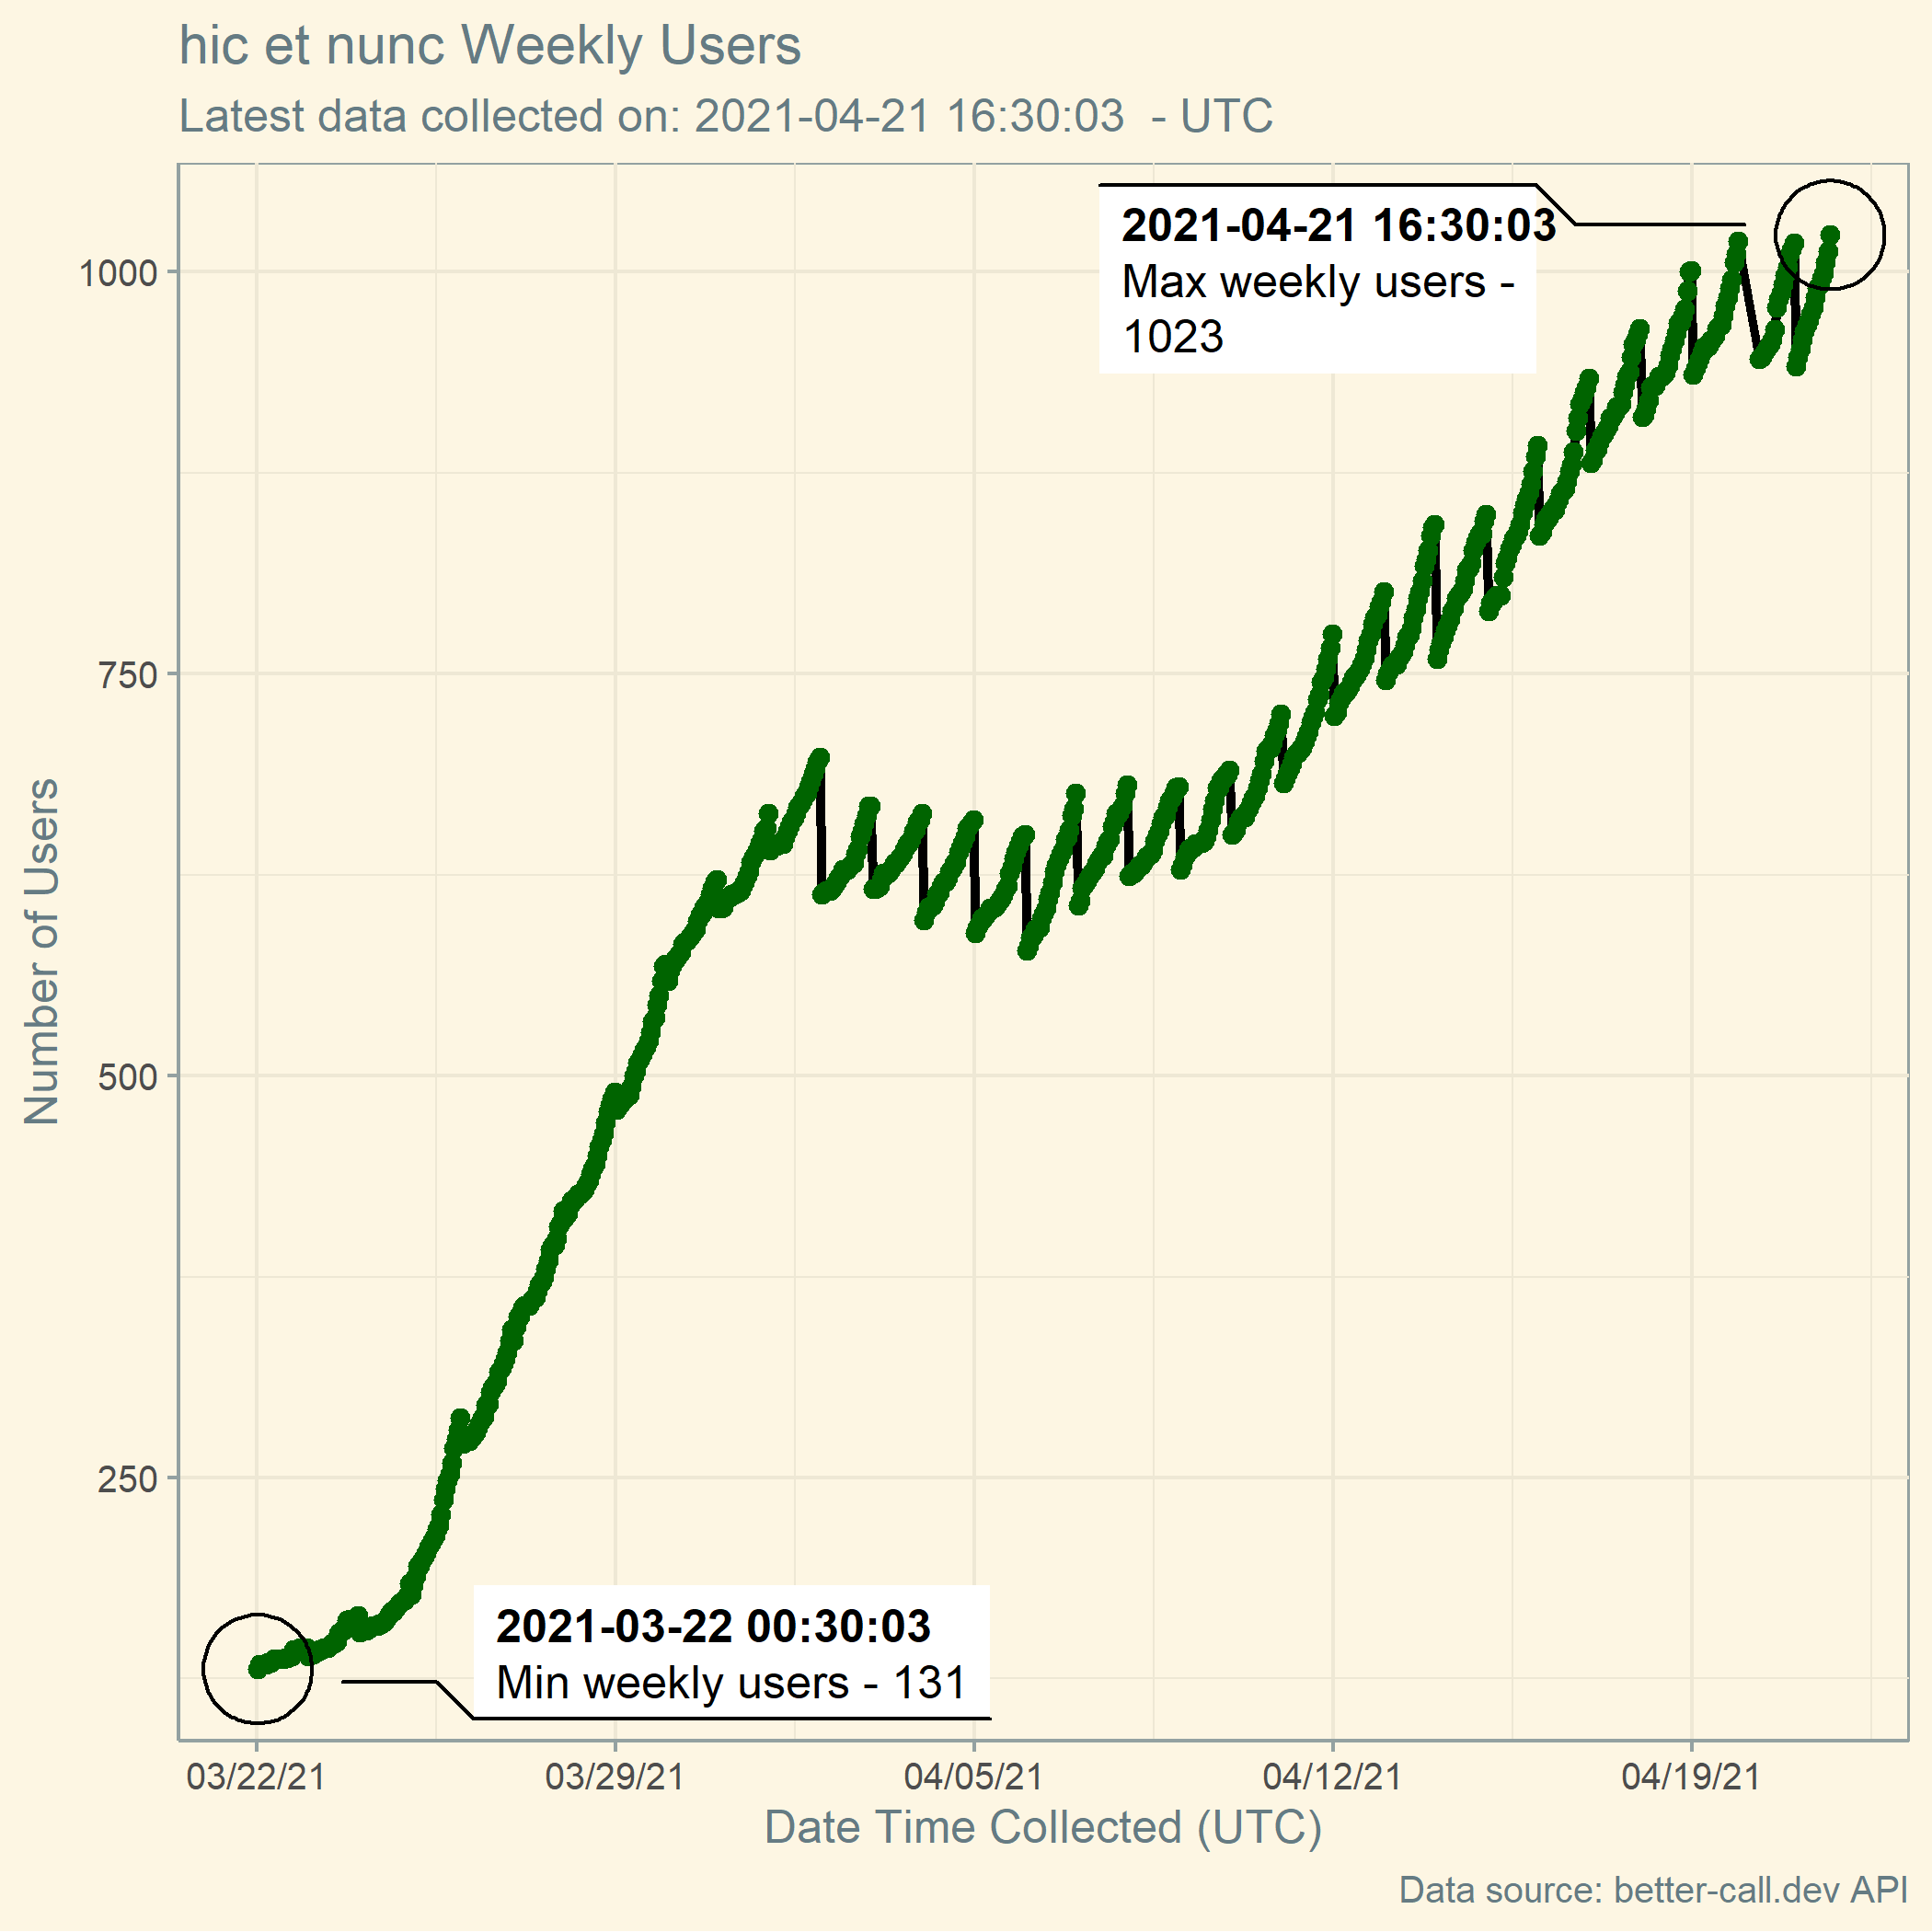 hic et nunc Weekly Users
Latest data collected on: 2021-04-21 16:30:03  - UTC
2021-04-21 16:30:03
Max weekly users -
1023
1000
750
500
250
Number of Users
2021-03-22 00:30:03
Min weekly users - 131
03/22/21 03/29/21 04/05/21 04/12/21 04/19/21
Date Time Collected (UTC)
Data source: better-call.dev API